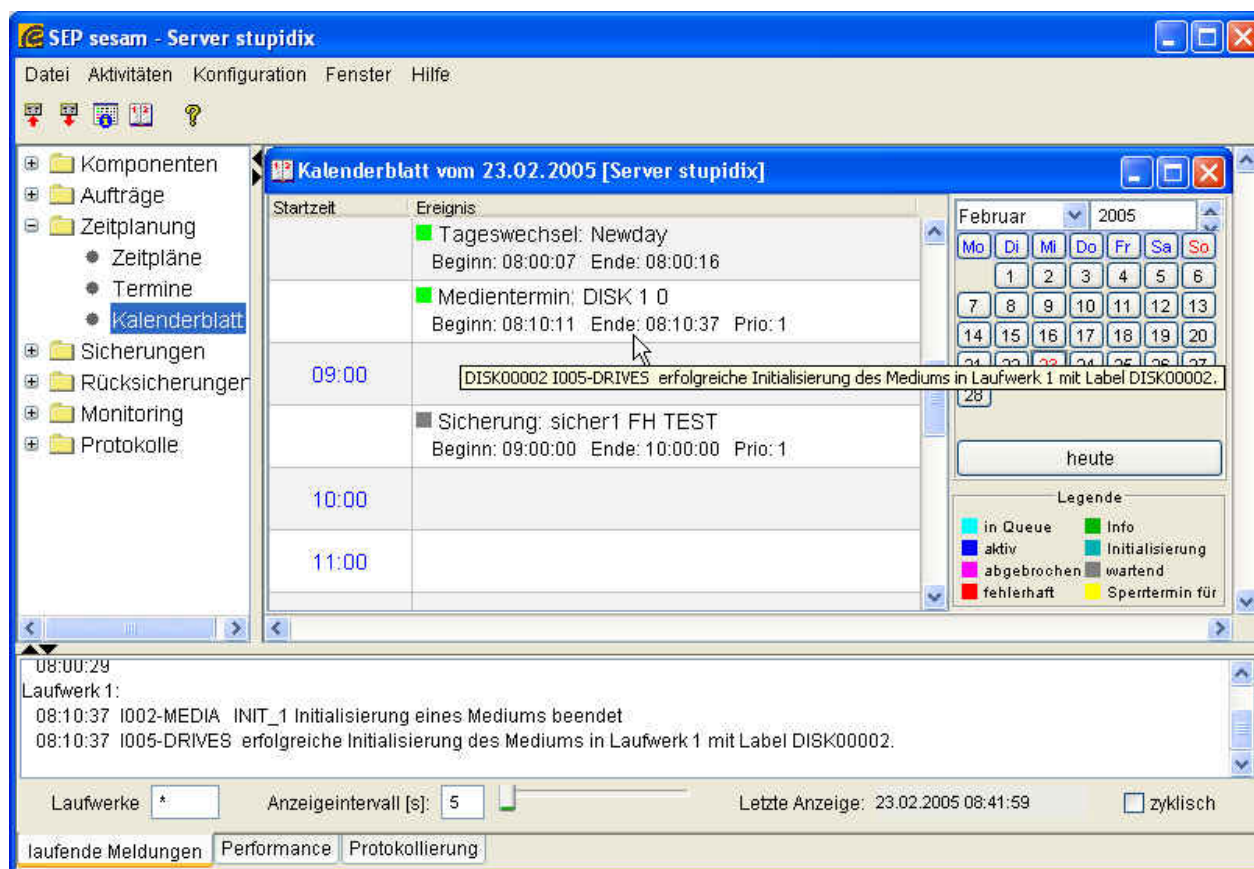 SEP sesam - Server stupidix
Datei Aktivitäten Konfiguration Fenster Hilfe
Komponenten
Aufträge
Zeitplanung
Zeitpläne
Termine
Kalenderblatt
Sicherungen
Rücksicherunger
Monitoring
Protokolle
Kalenderblatt vom 23.02.2005 [Server stupidix]
Startzeit Ereignis
Tageswechsel: Newday
Beginn: 08:00:07 Ende: 08:00:16
Medientermin: DISK 1 0
Beginn: 08:10:11 Ende: 08:10:37 Prio: 1
09:00
DISK00002 I005-DRIVES erfolgreiche Initialisierung des Mediums in Laufwerk 1 mit Label DISK00002.
Sicherung: sicher1 FH TEST
Beginn: 09:00:00 Ende: 10:00:00 Prio: 1
10:00
11:00
Februar 2005
Mo Di Mi Do Fr Sa So
1 2 3 4 5 6
7 8 9 10 11 12 13
14 15 16 17 18 19 20
21 22 23 24 25 26 27
28
heute
Legende
in Queue Info
aktiv Initialisierung
abgebrochen wartend
fehlerhaft Sperrtermin für
08:00:29
Laufwerk 1:
08:10:37 I002-MEDIA INIT_1 Initialisierung eines Mediums beendet
08:10:37 I005-DRIVES erfolgreiche Initialisierung des Mediums in Laufwerk 1 mit Label DISK00002.
Laufwerke * Anzeigeintervall [s]: 5 Letzte Anzeige: 23.02.2005 08:41:59 zyklisch
laufende Meldungen Performance Protokollierung